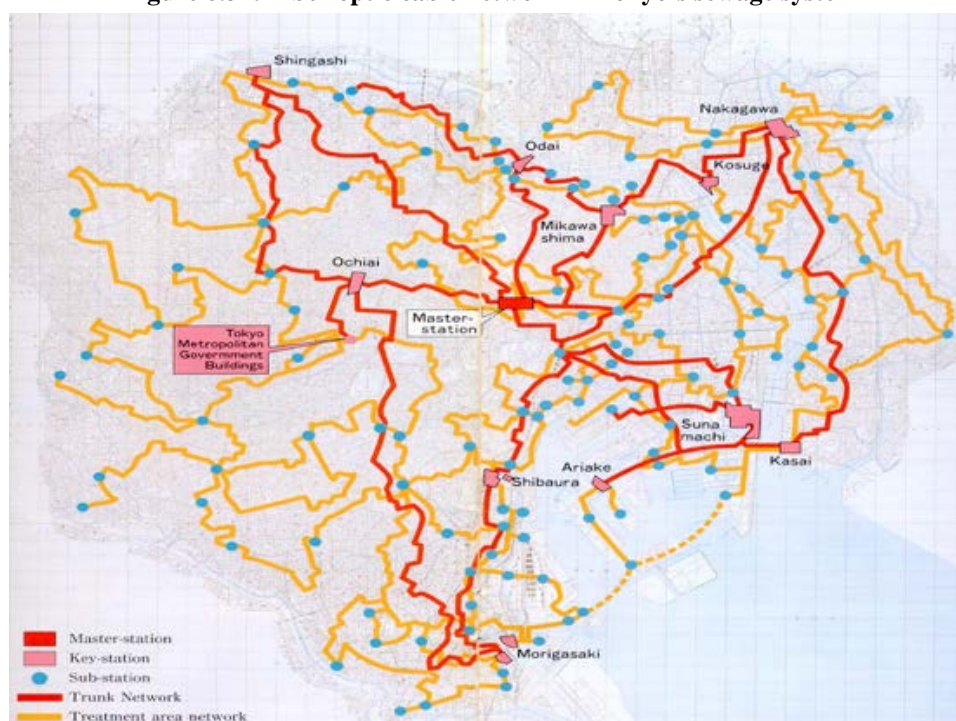 Shingashi
Nakagawa
Odai
Kosuge
Mikawa
shima
Ochiai
Master-
station
Tokyo
Metropolitan
Government
Buildings
Suna
machi
Kasai
Ariake
Shibaura
Morigasaki
Master-station
Key-station
Sub-station
Trunk Network
Treatment area network